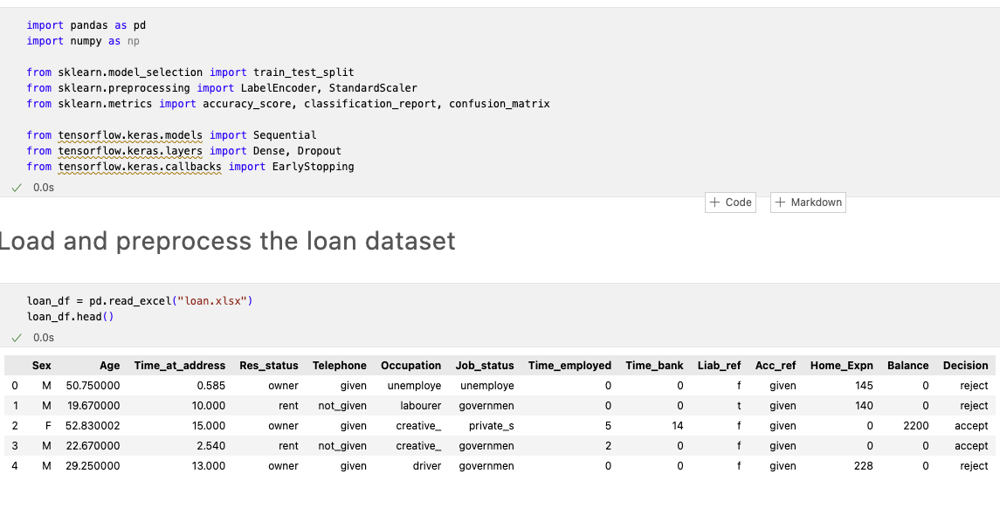 import pandas as pd
import numpy as np
from sklearn.model_selection import train_test_split
from sklearn.preprocessing import LabelEncoder, StandardScaler
from sklearn.metrics import accuracy_score, classification_report, confusion_matrix
from tensorflow.keras.models import Sequential
from tensorflow.keras.layers import Dense, Dropout
from tensorflow.keras.callbacks import EarlyStopping
✓ 0.0s
+ Code + Markdown
Load and preprocess the loan dataset
loan_df = pd.read_excel("loan.xlsx")
loan_df.head()
✓ 0.0s
Sex Age Time_at_address Res_status Telephone Occupation Job_status Time_employed Time_bank Liab_ref Acc_ref Home_Expn Balance Decision
0 M 50.750000 0.585 owner given unemploye unemploye 0 0 f given 145 0 reject
1 M 19.670000 10.000 rent not_given labourer governmen 0 0 t given 140 0 reject
2 F 52.830002 15.000 owner given creative_ private_s 5 14 f given 0 2200 accept
3 M 22.670000 2.540 rent not_given creative_ governmen 2 0 f given 0 0 accept
4 M 29.250000 13.000 owner given driver governmen 0 0 f given 228 0 reject